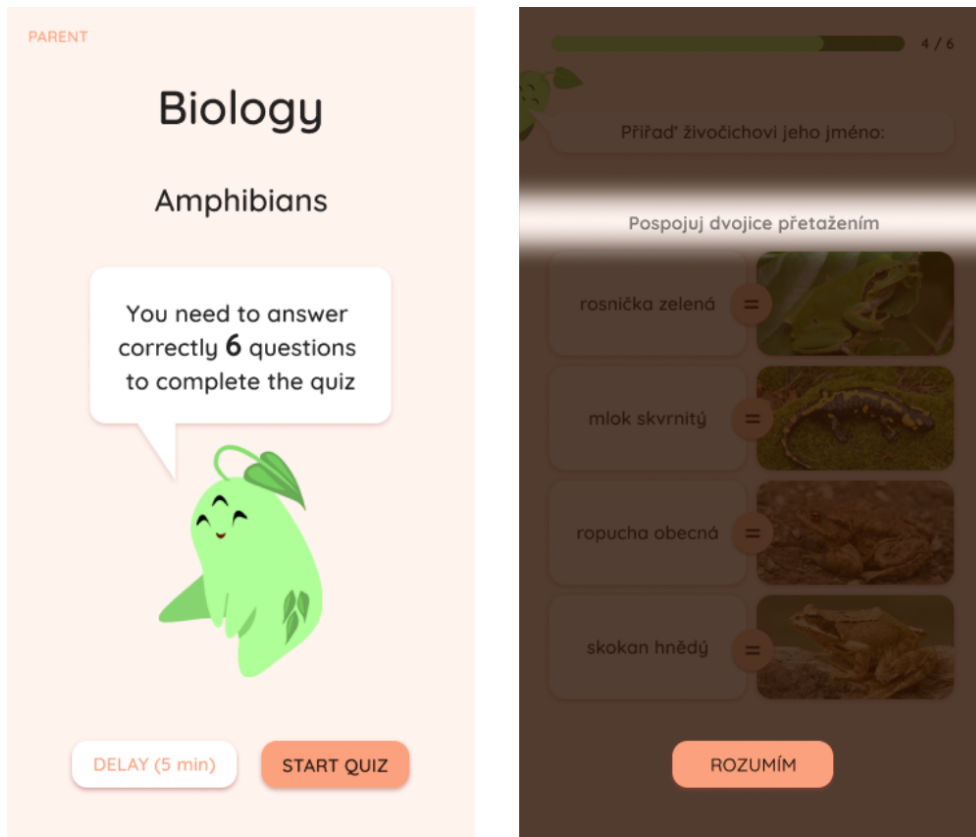 PARENT
Biology
Amphibians
You need to answer
correctly 6 questions
to complete the quiz
DELAY (5 min)
START QUIZ
4 / 6
Přiřaď živočichovi jeho jméno:
Pospojuj dvojice přetažením
rosnička zelená
=
mlok skvrnitý
=
ropucha obecná
=
skokan hnědý
=
ROZUMÍM